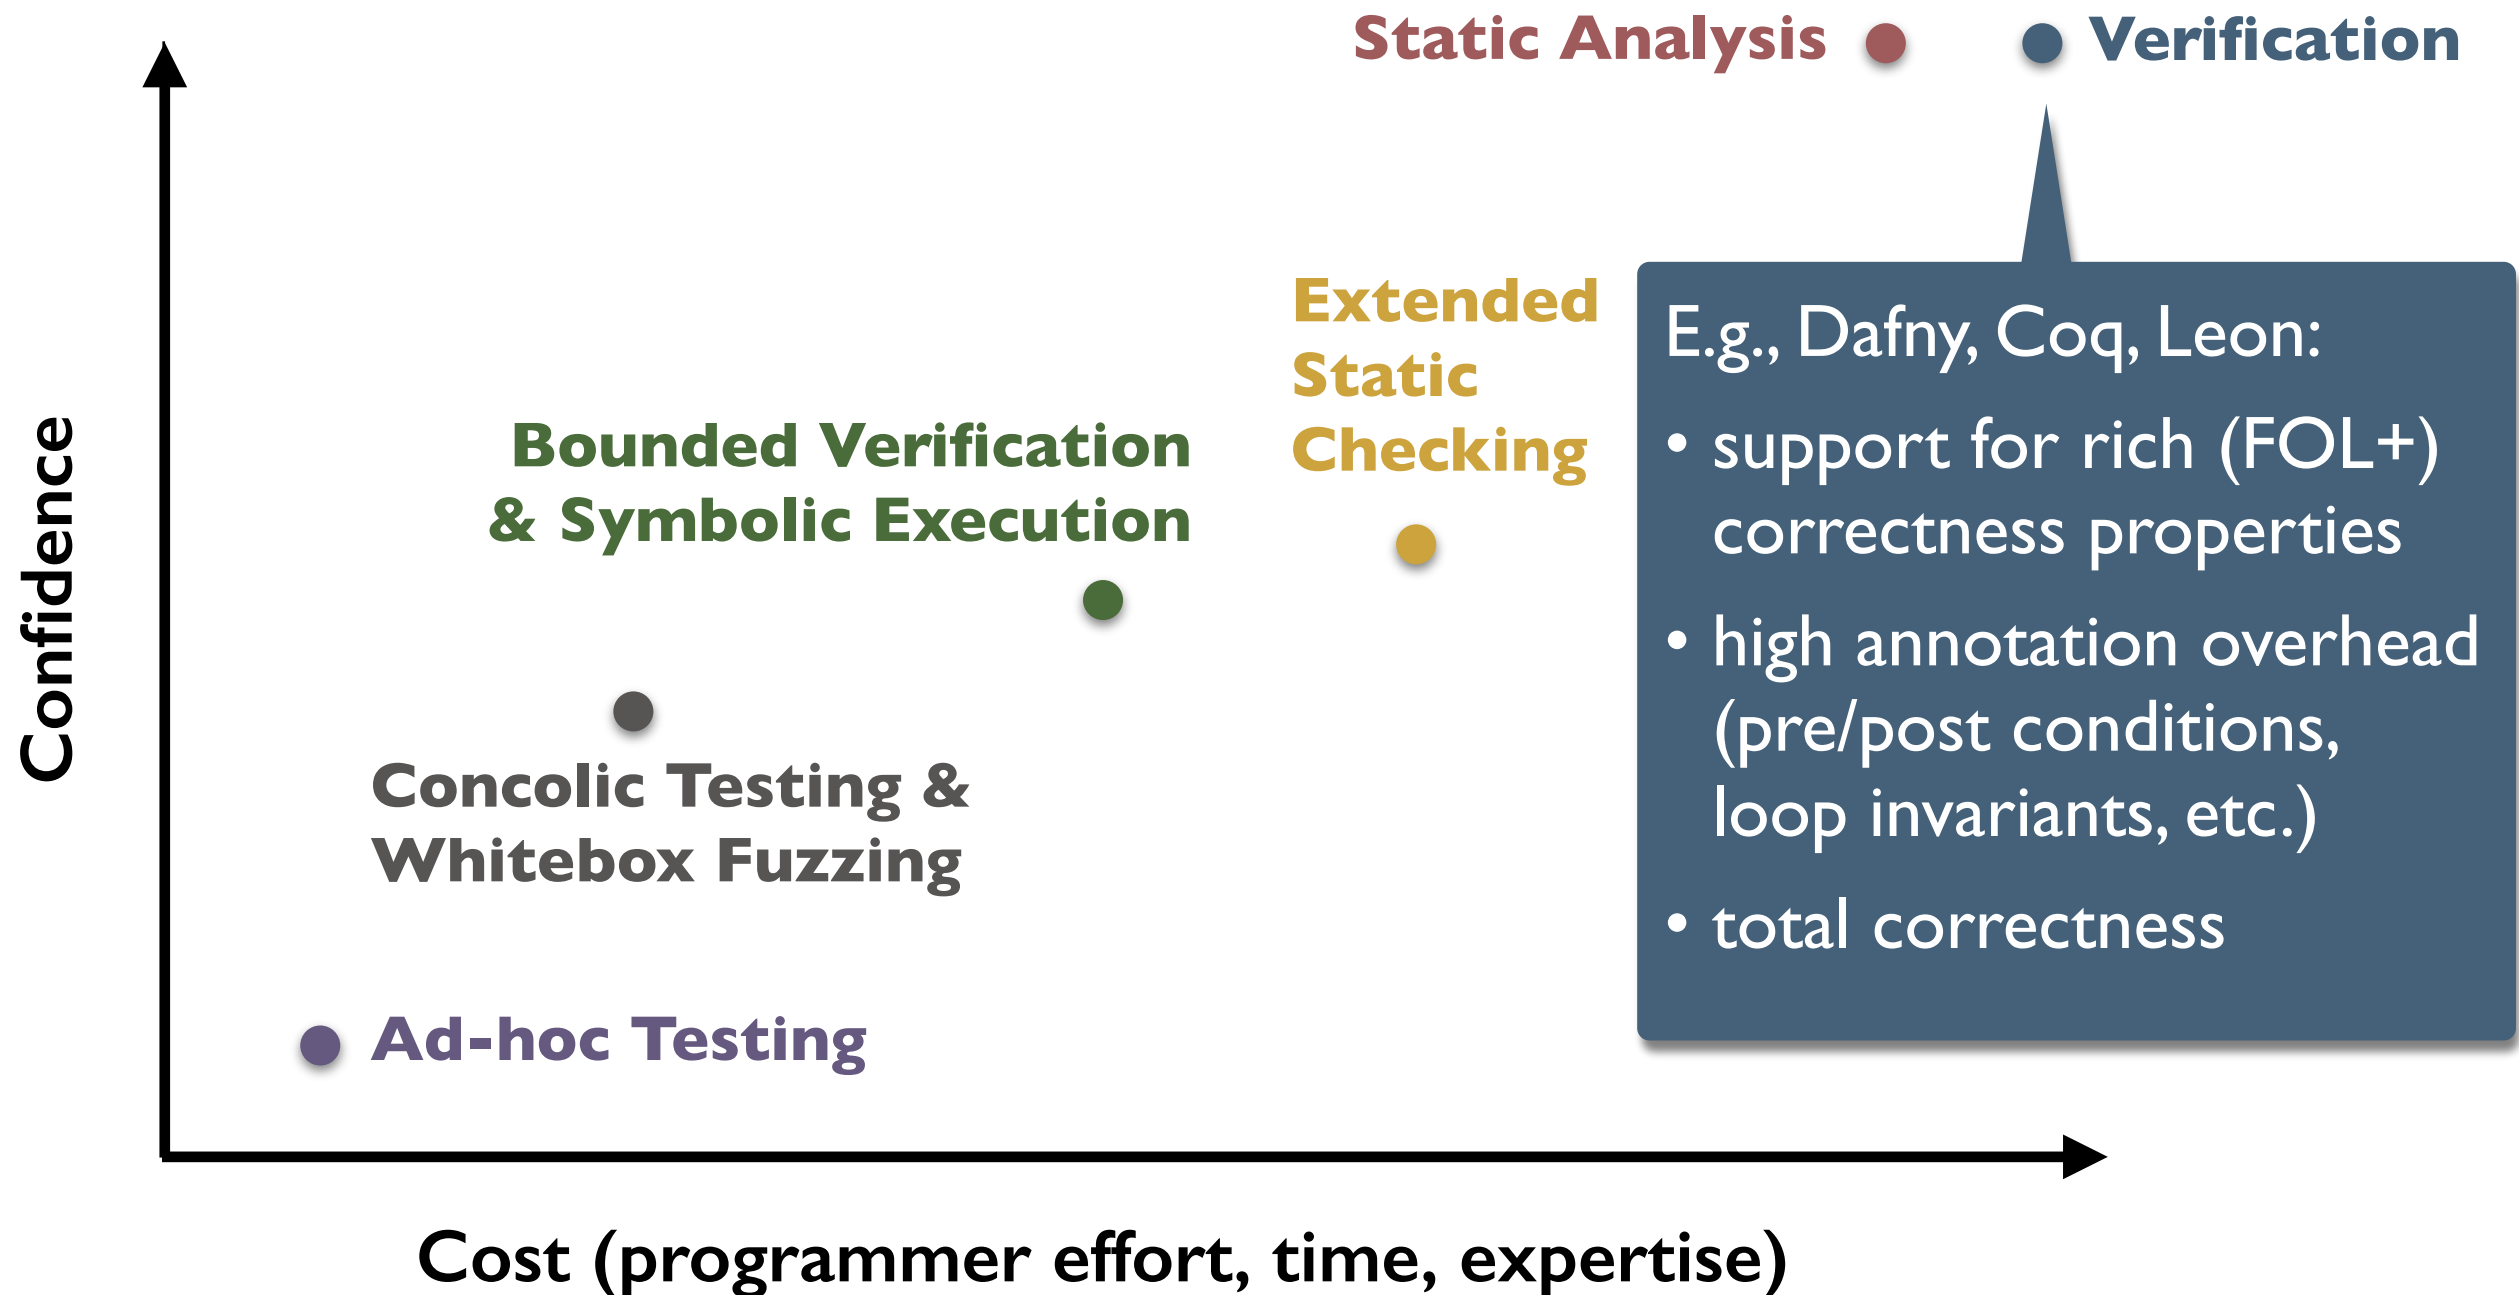 Static Analysis
Verification
Extended
Static
Checking
Bounded Verification
& Symbolic Execution
E.g., Dafny, Coq, Leon:
• support for rich (FOL+)
correctness properties
• high annotation overhead
(pre/post conditions,
loop invariants, etc.)
• total correctness
Confidence
Concolic Testing &
Whitebox Fuzzing
Ad-hoc Testing
Cost (programmer effort, time, expertise)